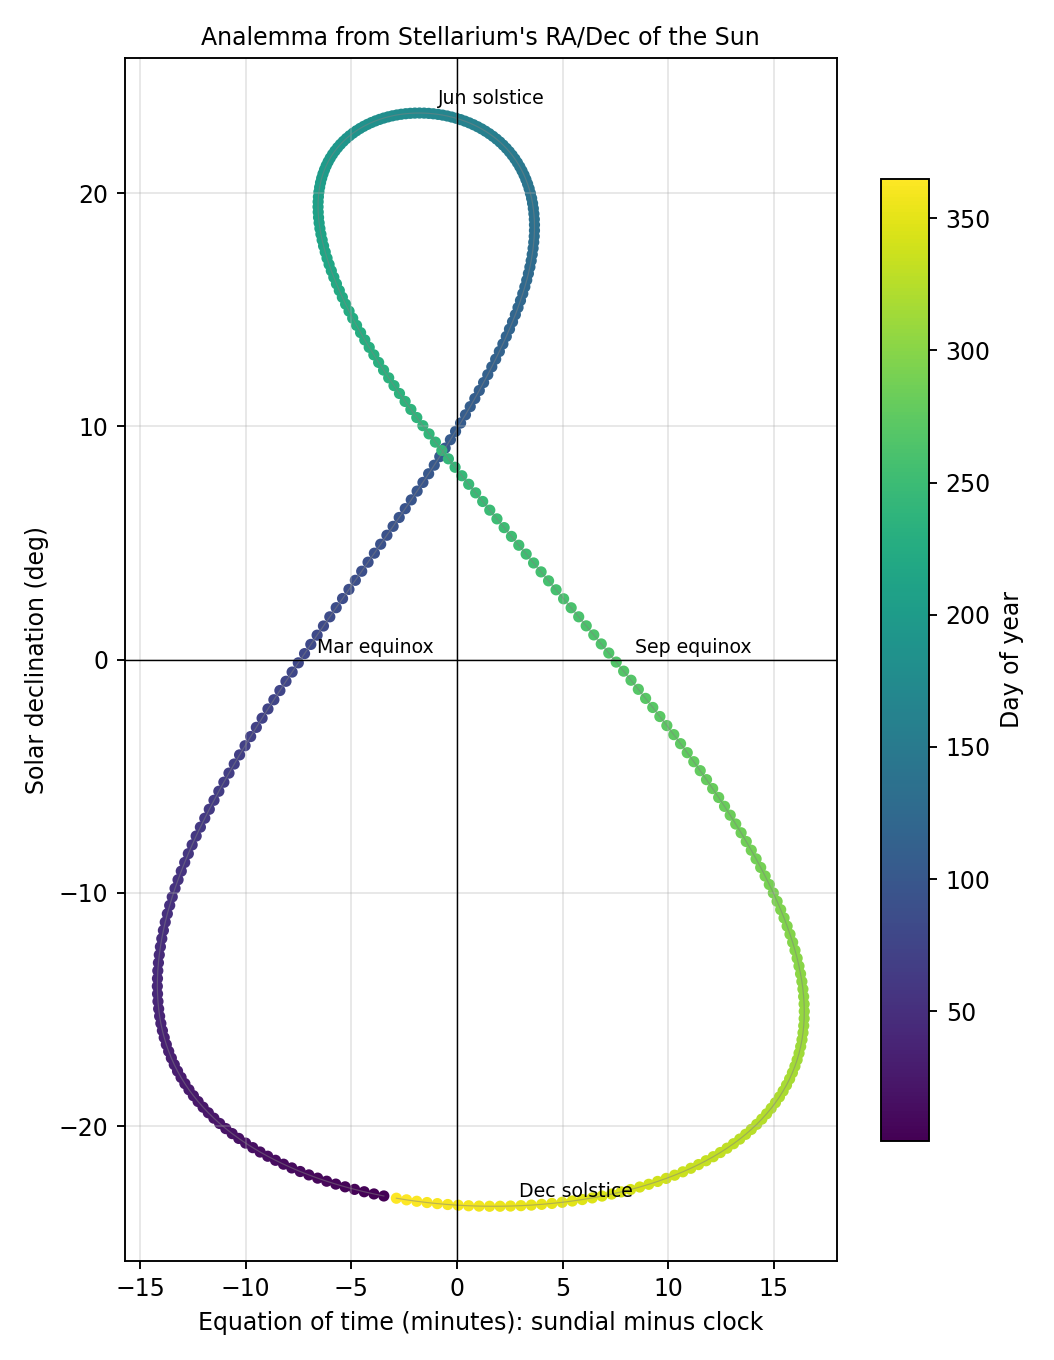 Analemma from Stellarium's RA/Dec of the Sun
Jun solstice
20
10
Mar equinox
Sep equinox
0
−10
−20
Dec solstice
Solar declination (deg)
−15
−10
−5
0
5
10
15
Equation of time (minutes): sundial minus clock
350
300
250
200
150
100
50
Day of year